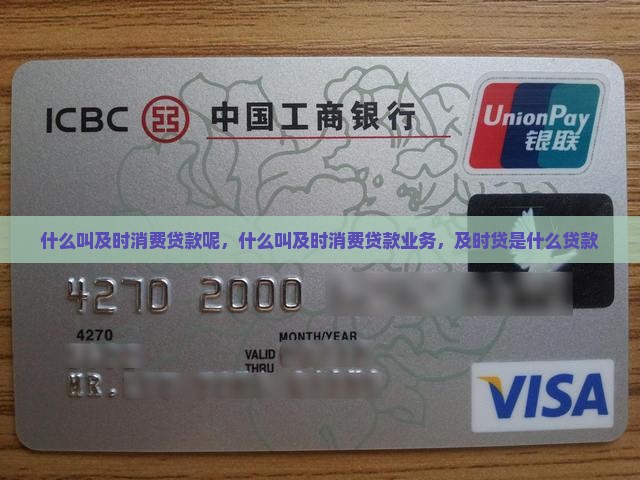 ICBC 中国工商银行
UnionPay
银联
什么叫及时消费贷款呢，什么叫及时消费贷款业务，及时贷是什么贷款
4270 2000
4270
MONTH/YEAR
VALID
THRU
MR.
VISA